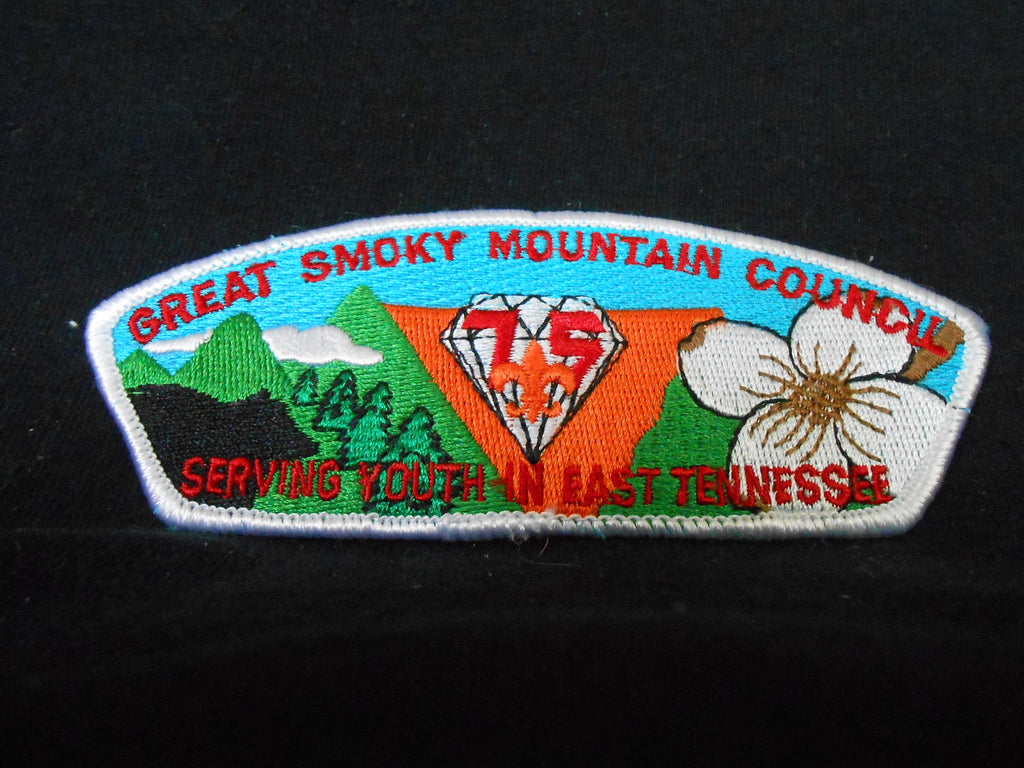 GREAT SMOKY MOUNTAIN COUNCIL
75
SERVING YOUTH IN EAST TENNESSEE